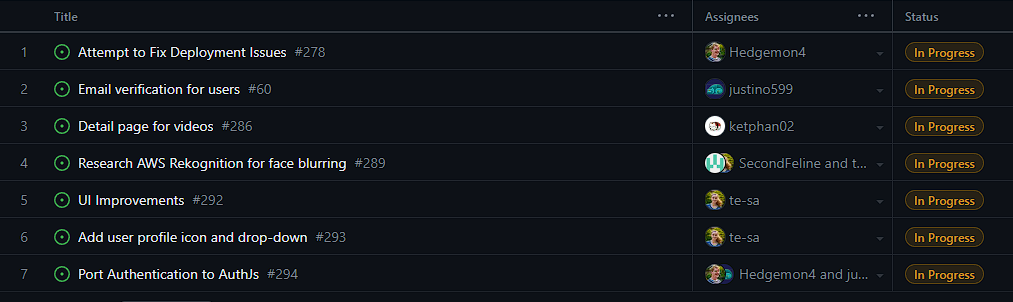 Title ... Assignees ... Status
1 Attempt to Fix Deployment Issues #278 Hedgemon4 In Progress
2 Email verification for users #60 justino599 In Progress
3 Detail page for videos #286 ketphan02 In Progress
4 Research AWS Rekognition for face blurring #289 SecondFeline and t... In Progress
5 UI Improvements #292 te-sa In Progress
6 Add user profile icon and drop-down #293 te-sa In Progress
7 Port Authentication to AuthJs #294 Hedgemon4 and ju... In Progress